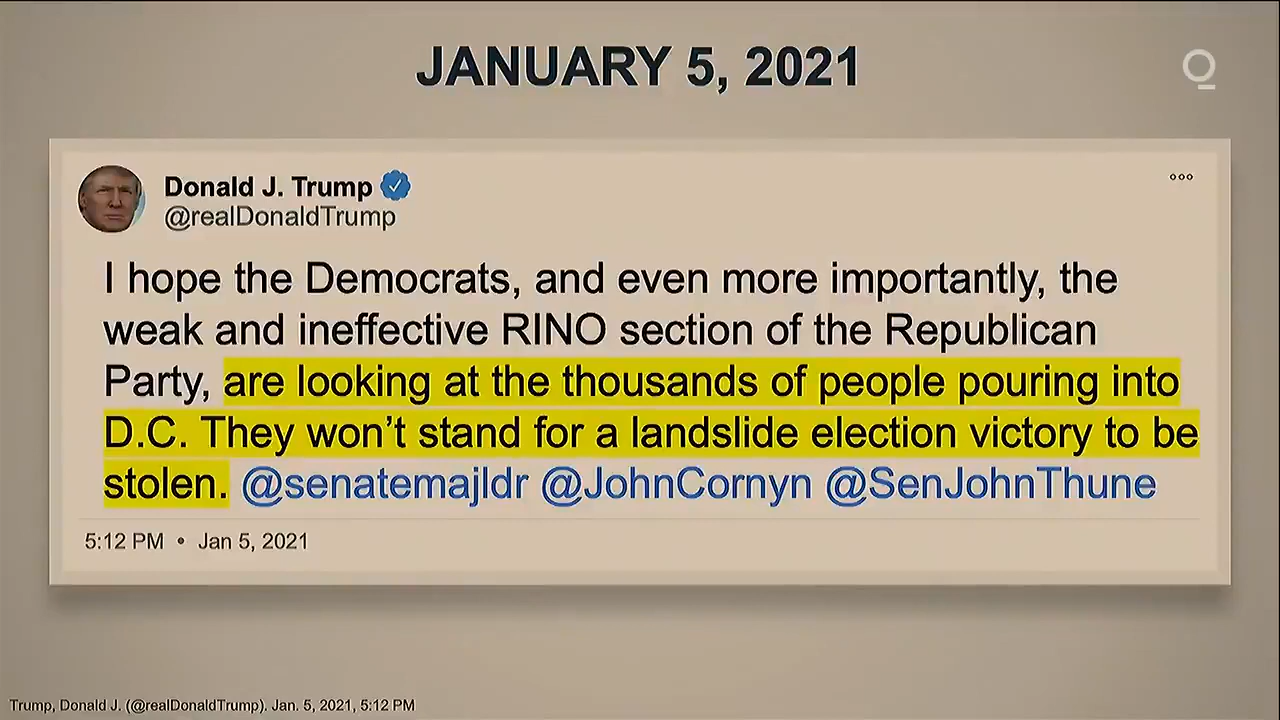 JANUARY 5, 2021
Donald J. Trump
@realDonaldTrump
I hope the Democrats, and even more importantly, the
weak and ineffective RINO section of the Republican
Party, are looking at the thousands of people pouring into
D.C. They won’t stand for a landslide election victory to be
stolen. @senatemajldr @JohnCornyn @SenJohnThune
5:12 PM • Jan 5, 2021
Trump, Donald J. (@realDonaldTrump). Jan. 5, 2021, 5:12 PM